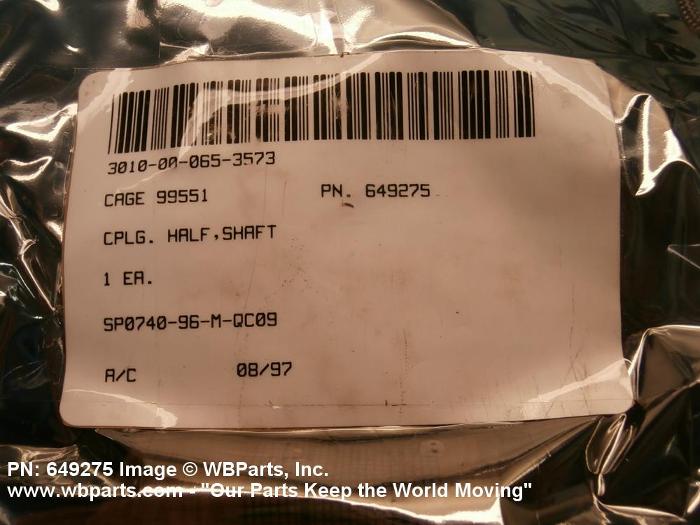 3010-00-065-3573
CAGE 99551 PN. 649275
CPLG. HALF,SHAFT
1 EA.
SP0740-96-M-QC09
A/C 08/97
PN: 649275 Image © WBParts, Inc.
www.wbparts.com - "Our Parts Keep the World Moving"